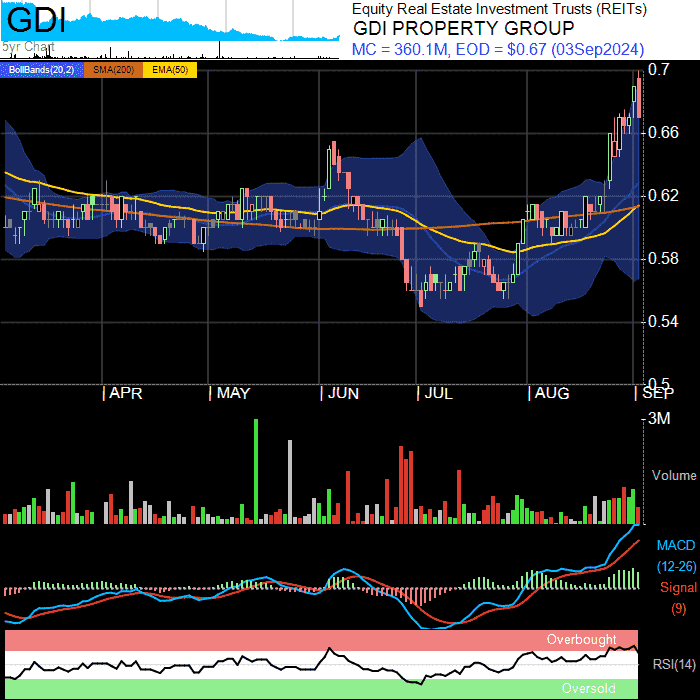 GDI
5yr Chart
Equity Real Estate Investment Trusts (REITs)
GDI PROPERTY GROUP
MC = 360.1M, EOD = $0.67 (03Sep2024)
BollBands(20,2) SMA(200) EMA(50)
0.7
0.66
0.62
0.58
0.54
0.5
APR MAY JUN JUL AUG SEP
3M
Volume
MACD
(12-26)
Signal
(9)
Overbought
RSI(14)
Oversold